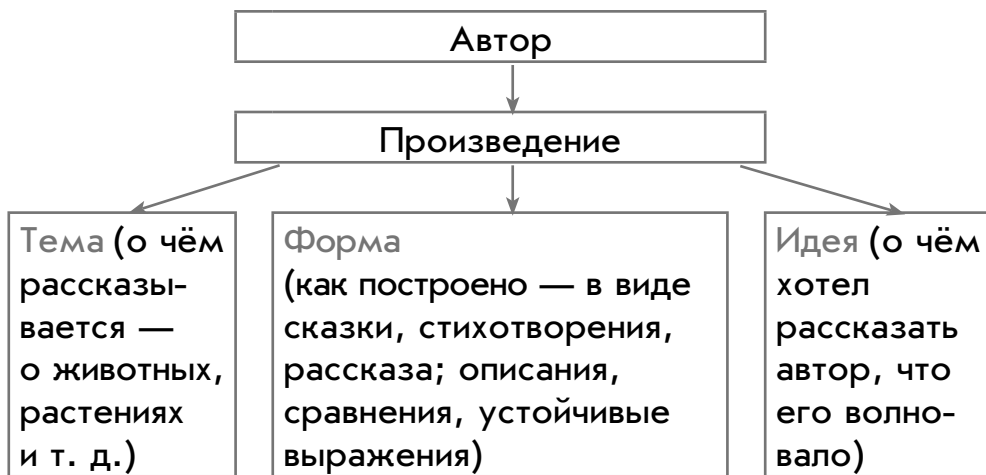 Автор
Произведение
Тема (о чём
рассказы-
вается —
о животных,
растениях
и т. д.)
Форма
(как построено — в виде
сказки, стихотворения,
рассказа; описания,
сравнения, устойчивые
выражения)
Идея (о чём
хотел
рассказать
автор, что
его волно-
вало)